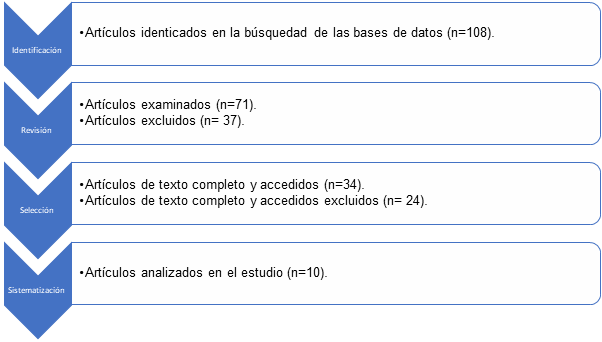 Identificación
•Artículos identicados en la búsquedad de las bases de datos (n=108).
Revisión
•Artículos examinados (n=71).
•Artículos excluidos (n= 37).
Selección
•Artículos de texto completo y accedidos (n=34).
•Artículos de texto completo y accedidos excluidos (n= 24).
Sistematización
•Artículos analizados en el estudio (n=10).